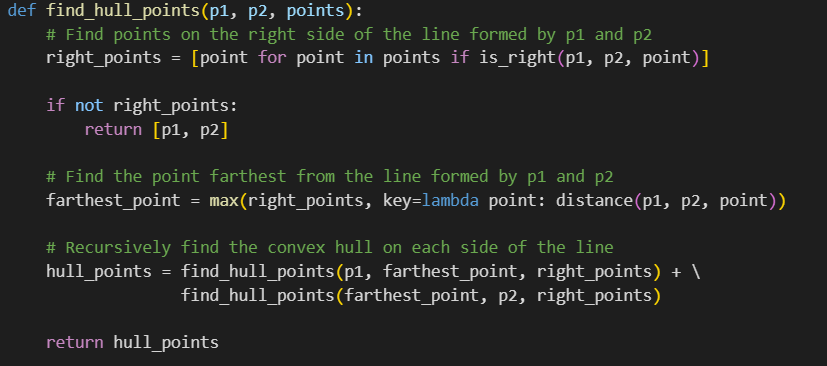 def find_hull_points(p1, p2, points):
    # Find points on the right side of the line formed by p1 and p2
    right_points = [point for point in points if is_right(p1, p2, point)]

    if not right_points:
        return [p1, p2]

    # Find the point farthest from the line formed by p1 and p2
    farthest_point = max(right_points, key=lambda point: distance(p1, p2, point))

    # Recursively find the convex hull on each side of the line
    hull_points = find_hull_points(p1, farthest_point, right_points) + \
                  find_hull_points(farthest_point, p2, right_points)

    return hull_points